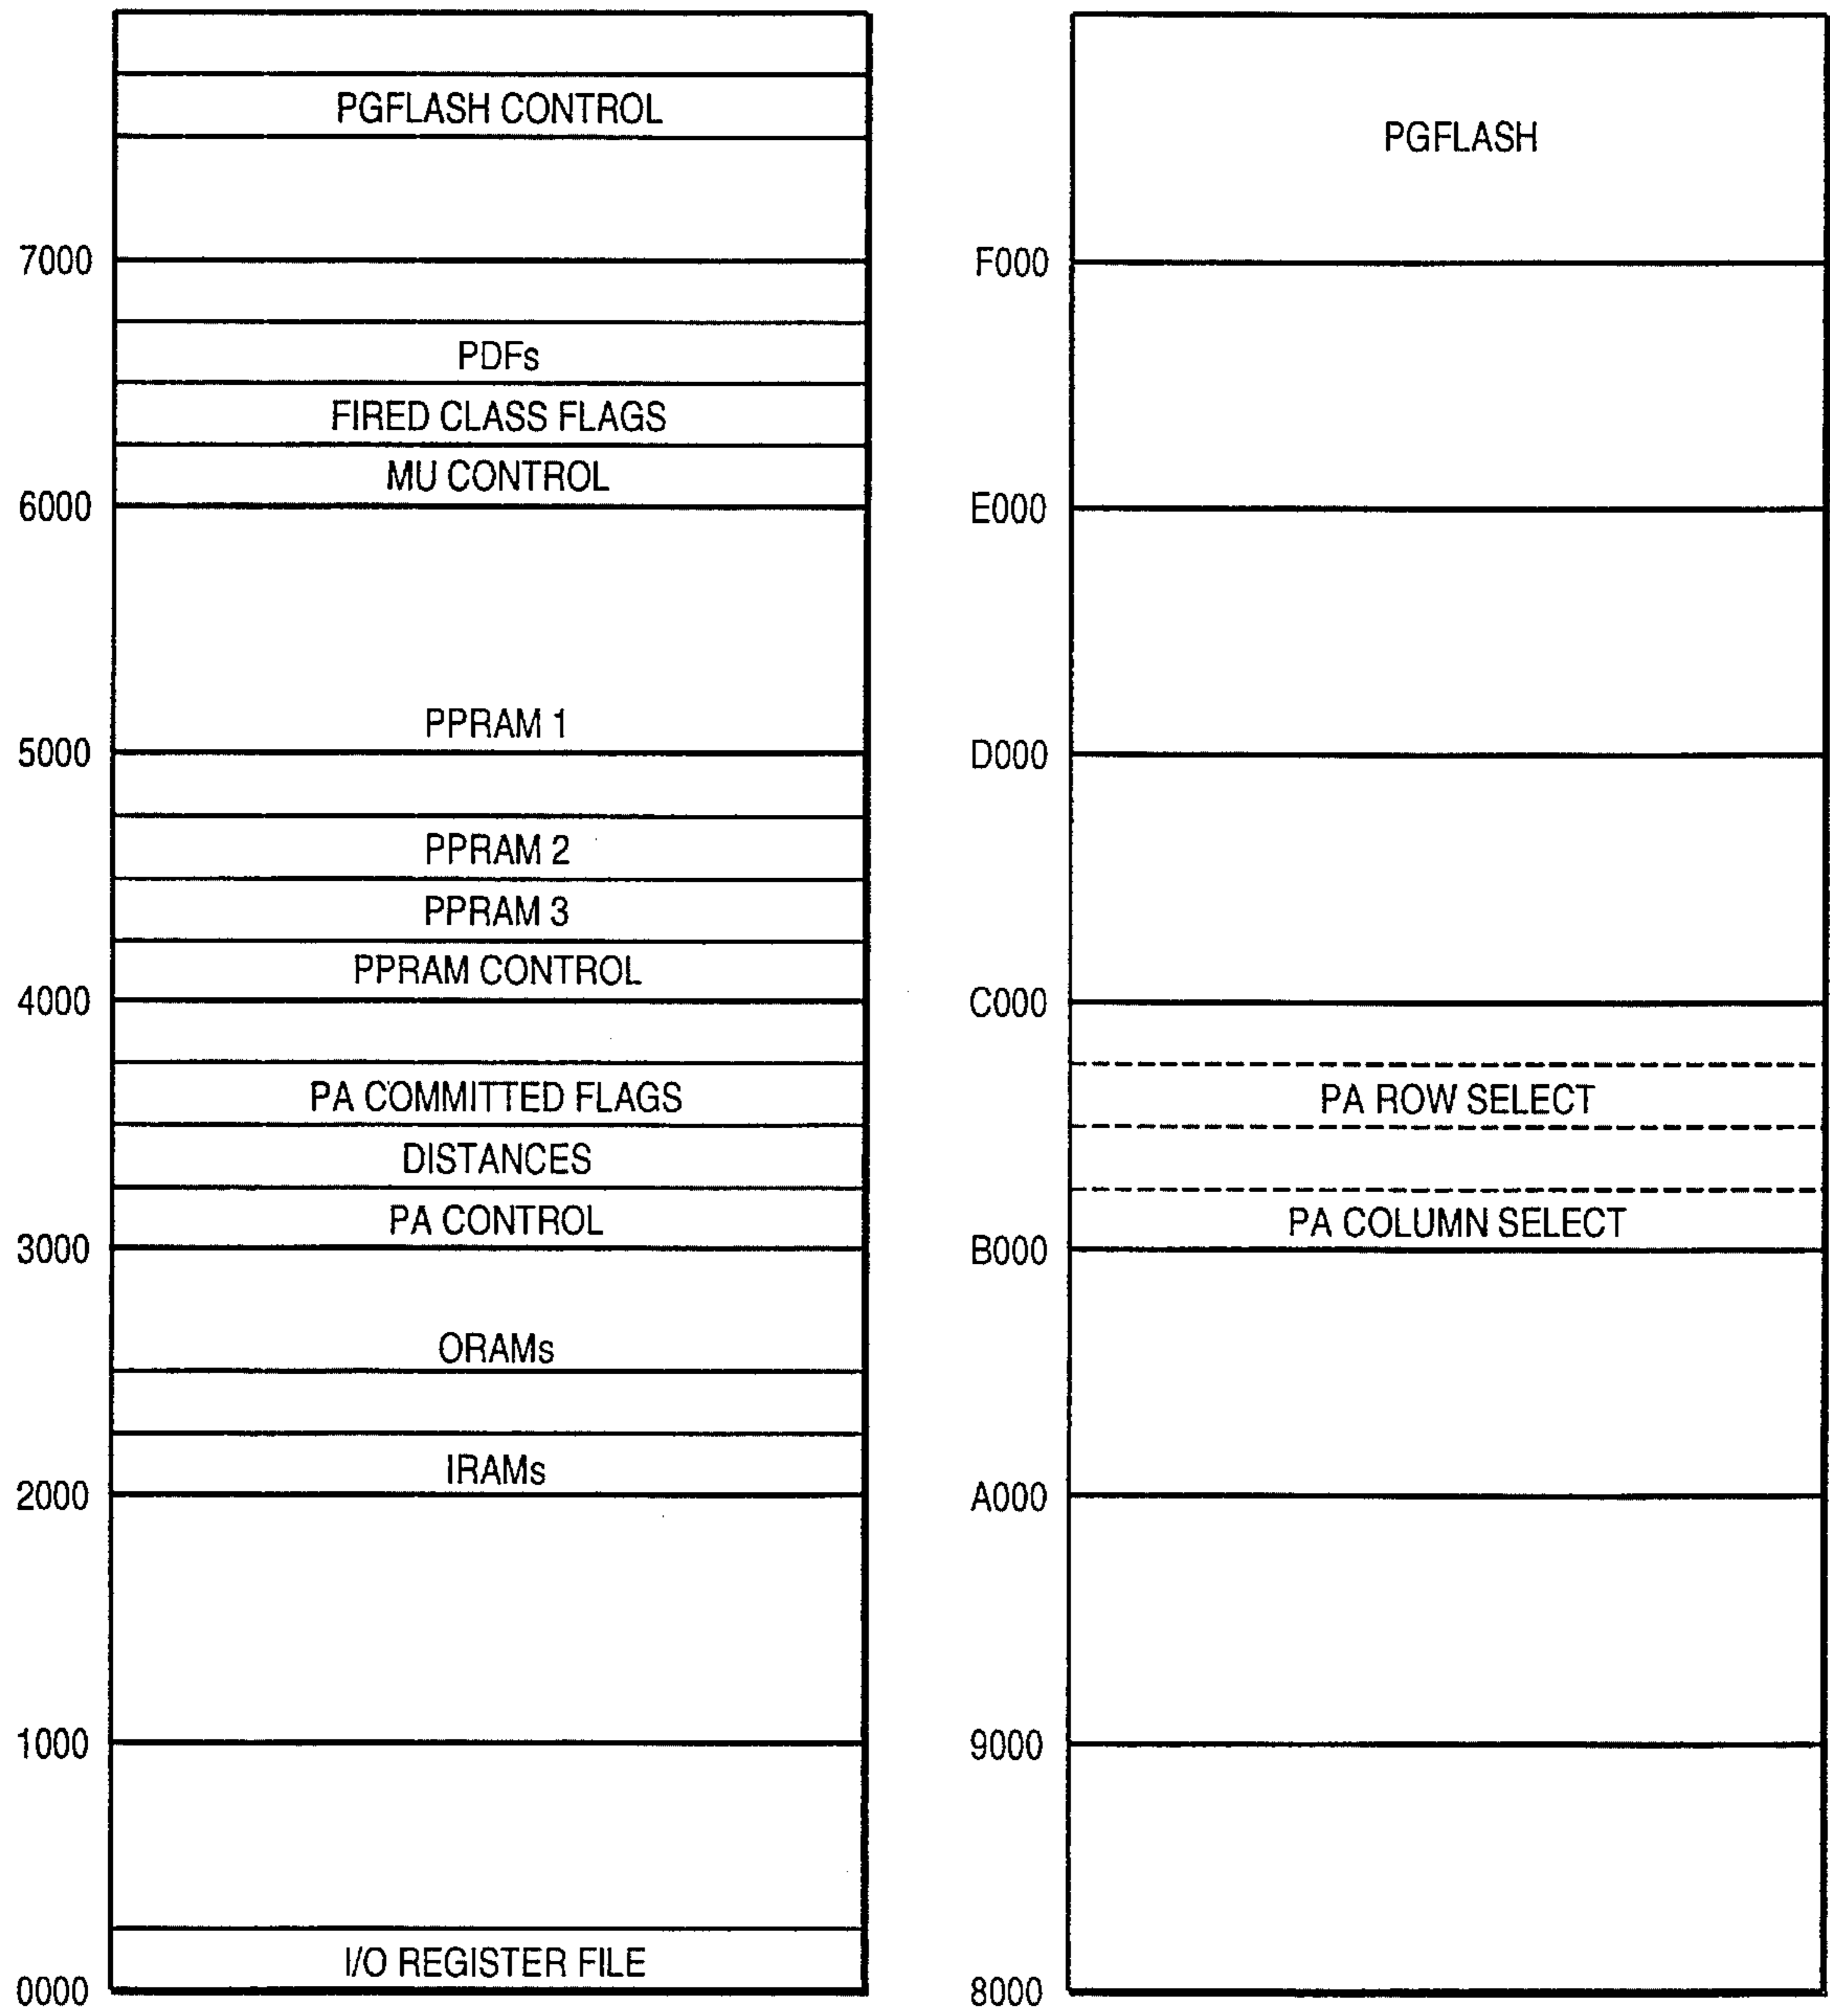 PGFLASH CONTROL
7000
PDFs
FIRED CLASS FLAGS
MU CONTROL
6000
PPRAM 1
5000
PPRAM 2
PPRAM 3
PPRAM CONTROL
4000
PA COMMITTED FLAGS
DISTANCES
PA CONTROL
3000
ORAMs
IRAMs
2000
1000
I/O REGISTER FILE
0000
PGFLASH
F000
E000
D000
C000
PA ROW SELECT
PA COLUMN SELECT
B000
A000
9000
8000